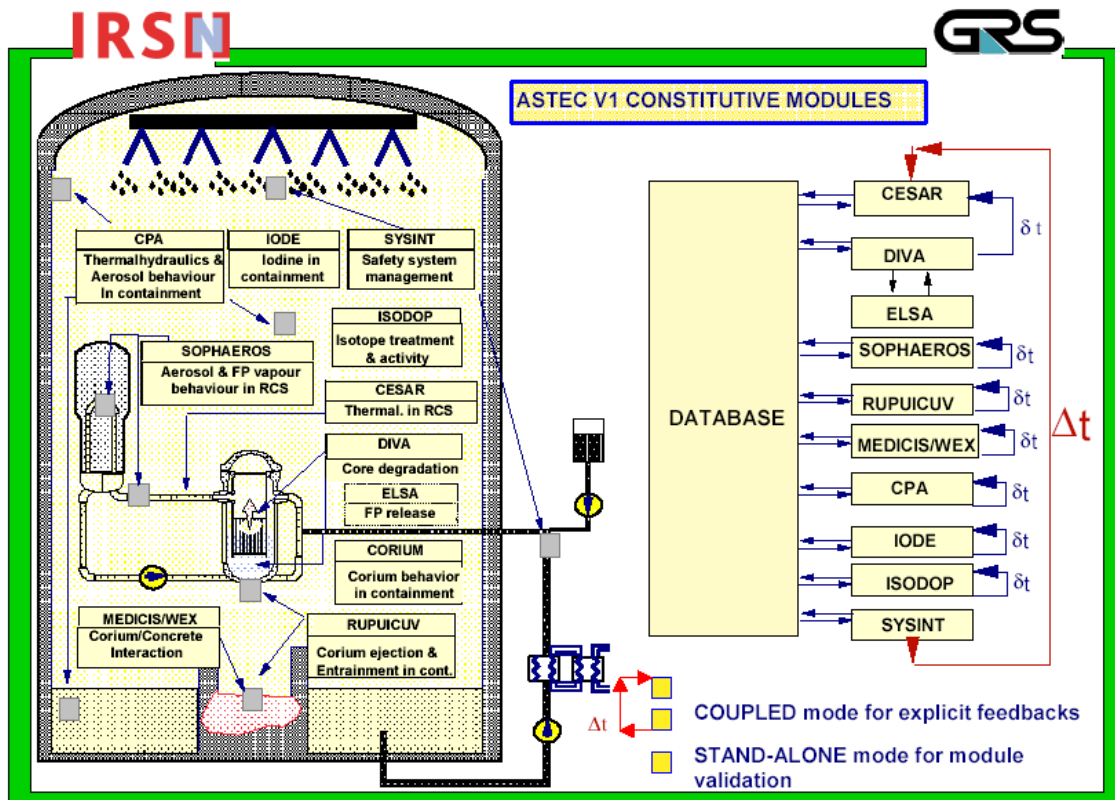 IRSN
GRS
ASTEC V1 CONSTITUTIVE MODULES
CPA
Thermalhydraulics &
Aerosol behaviour
In containment
IODE
Iodine in
containment
SYSINT
Safety system
management
ISODOP
Isotope treatment
& activity
SOPHAEROS
Aerosol & FP vapour
behaviour in RCS
CESAR
Thermal. in RCS
DIVA
Core degradation
ELSA
FP release
CORIUM
Corium behavior
in containment
MEDICIS/WEX
Corium/Concrete
Interaction
RUPUICUV
Corium ejection &
Entrainment in cont.
DATABASE
CESAR
δ t
DIVA
ELSA
SOPHAEROS
δt
RUPUICUV
δt
MEDICIS/WEX
δt
CPA
δt
IODE
δt
ISODOP
δt
SYSINT
Δt
Δt
COUPLED mode for explicit feedbacks
STAND-ALONE mode for module
validation